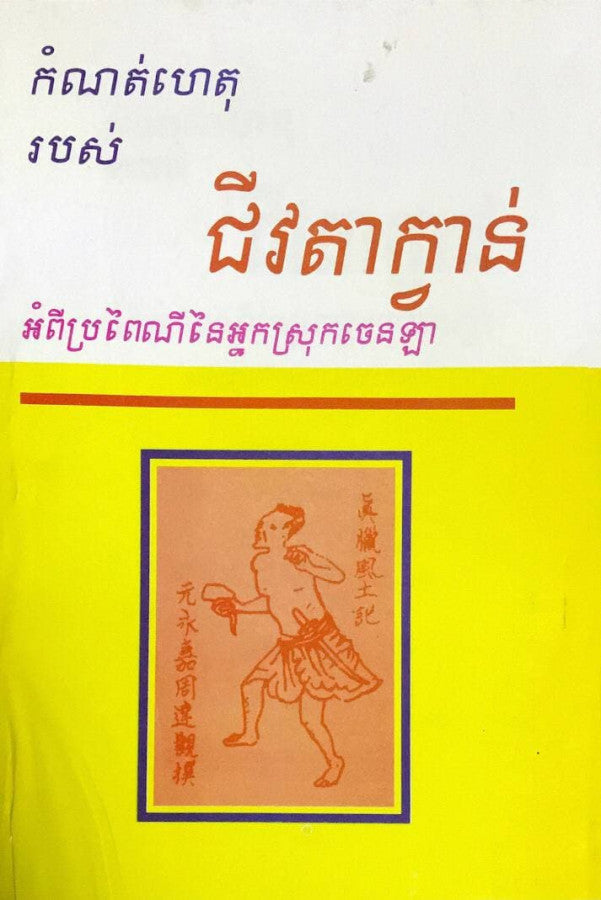 កំណត់ហេតុ
របស់
ជីវតាក្វាន់
អំពីប្រពៃណីនៃអ្នកស្រុកចេនឡា
真臘風土記
元永嘉周達觀撰